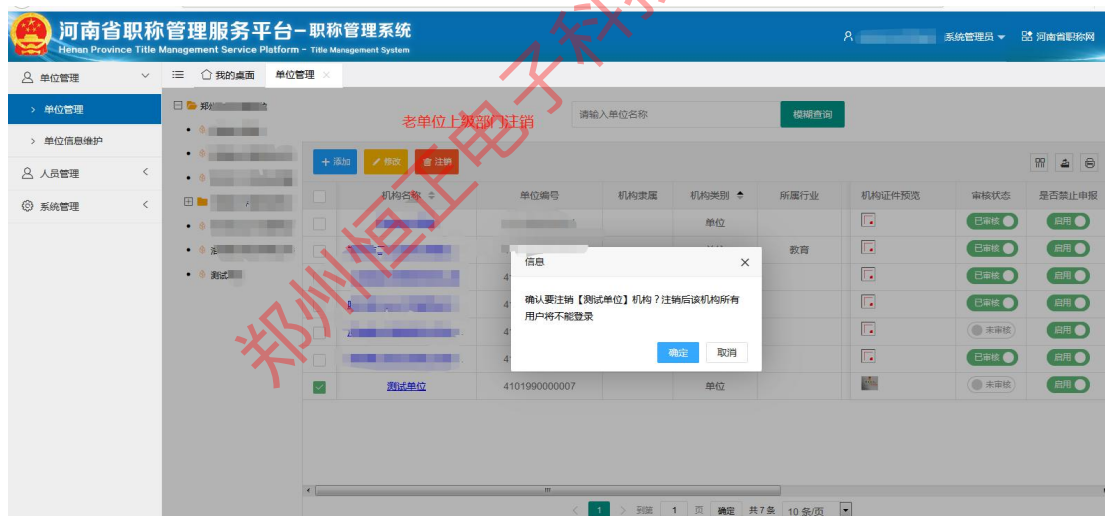 河南省职称管理服务平台-职称管理系统
Henan Province Title Management Service Platform - Title Management System
系统管理员
河南省职称网
单位管理
我的桌面
单位管理
单位管理
单位信息维护
人员管理
系统管理
测试
请输入单位名称
模糊查询
老单位上级部门注销
添加
修改
注销
机构名称 单位编号 机构隶属 机构类别 所属行业 机构证件预览 审核状态 是否禁止申报
单位 已审核 启用
教育 已审核 启用
已审核 启用
已审核 启用
未审核 启用
已审核 启用
测试单位 4101990000007 单位 未审核 启用
信息
确认要注销【测试单位】机构？注销后该机构所有
用户将不能登录
确定 取消
1 到第 1 页 确定 共7条 10 条/页
郑州恒正电子科